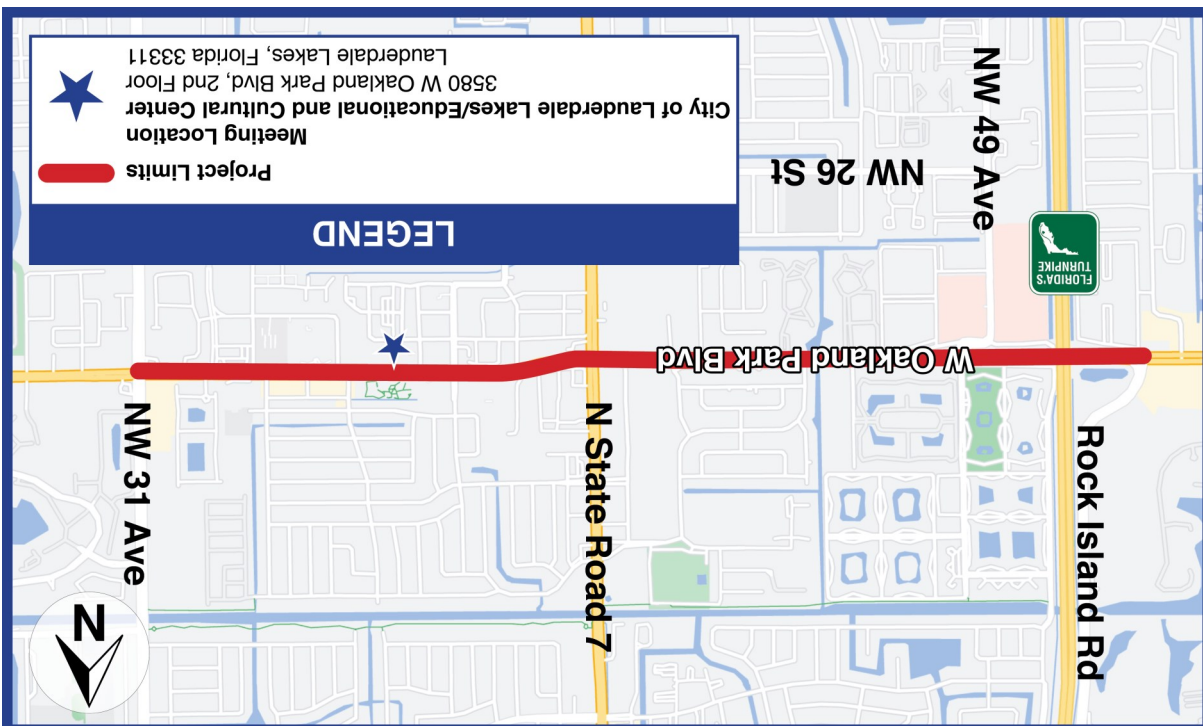 N
Rock Island Rd
N State Road 7
NW 31 Ave
W Oakland Park Blvd
FLORIDA'S
TURNPIKE
NW 49 Ave
NW 26 St
LEGEND
Project Limits
Meeting Location
City of Lauderdale Lakes/Educational and Cultural Center
3580 W Oakland Park Blvd, 2nd Floor
Lauderdale Lakes, Florida 33311